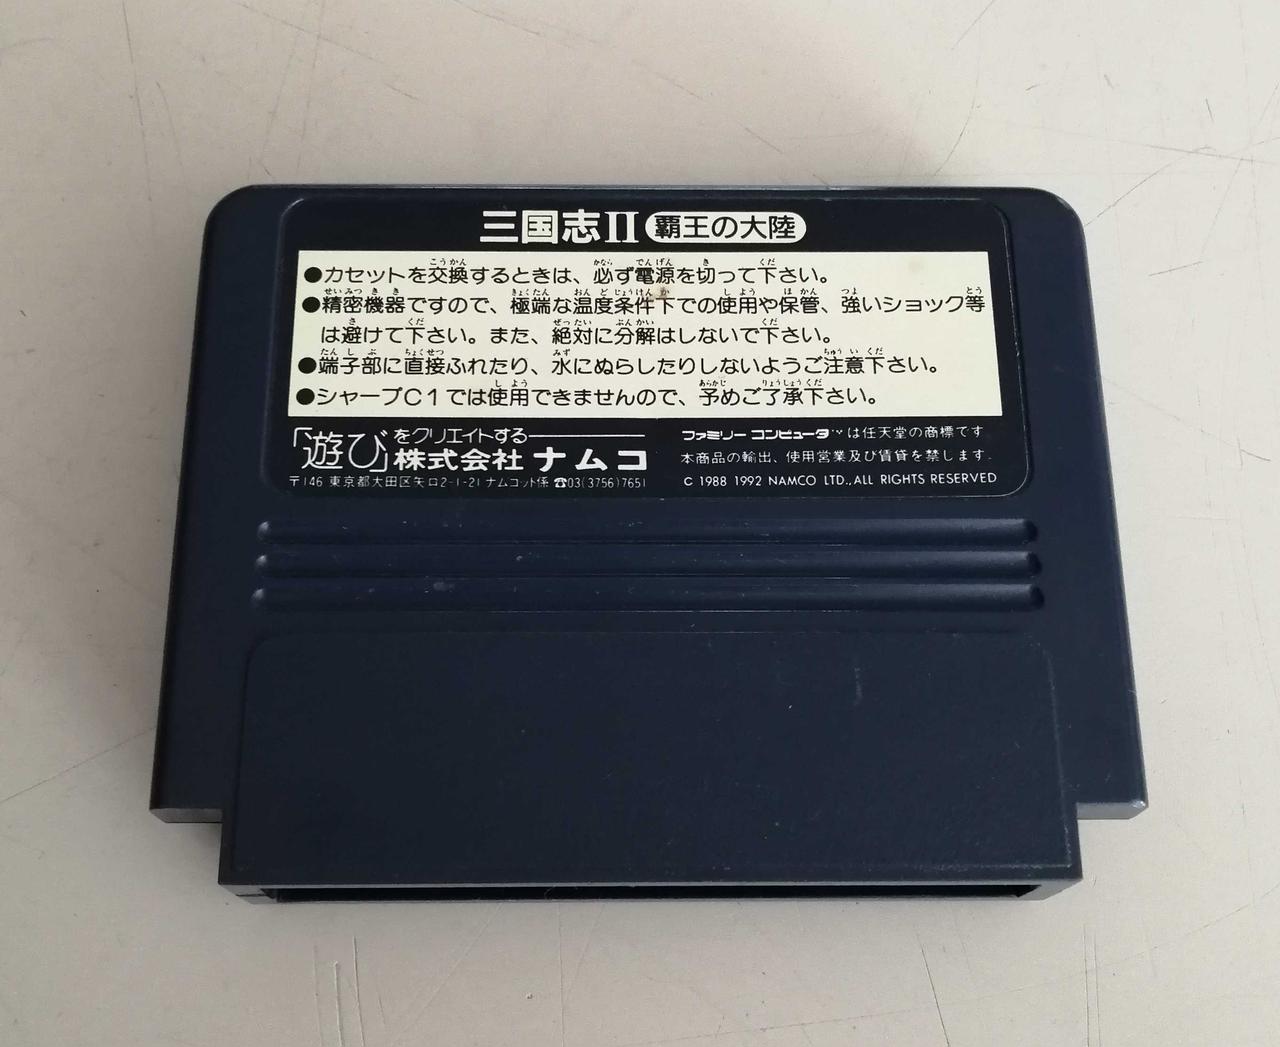 三国志II 覇王の大陸
●カセットを交換するときは、必ず電源を切って下さい。
●精密機器ですので、極端な温度条件下での使用や保管、強いショック等
は避けて下さい。また、絶対に分解はしないで下さい。
●端子部に直接ふれたり、水にぬらしたりしないようご注意下さい。
●シャープC1では使用できませんので、予めご了承下さい。
「遊び」をクリエイトする
株式会社ナムコ
〒146 東京都大田区矢口2-1-21 ナムコット係 ☎03(3756)7651
ファミリーコンピュータ™は任天堂の商標です
本商品の輸出、使用営業及び賃貸を禁します.
C 1988 1992 NAMCO LTD., ALL RIGHTS RESERVED